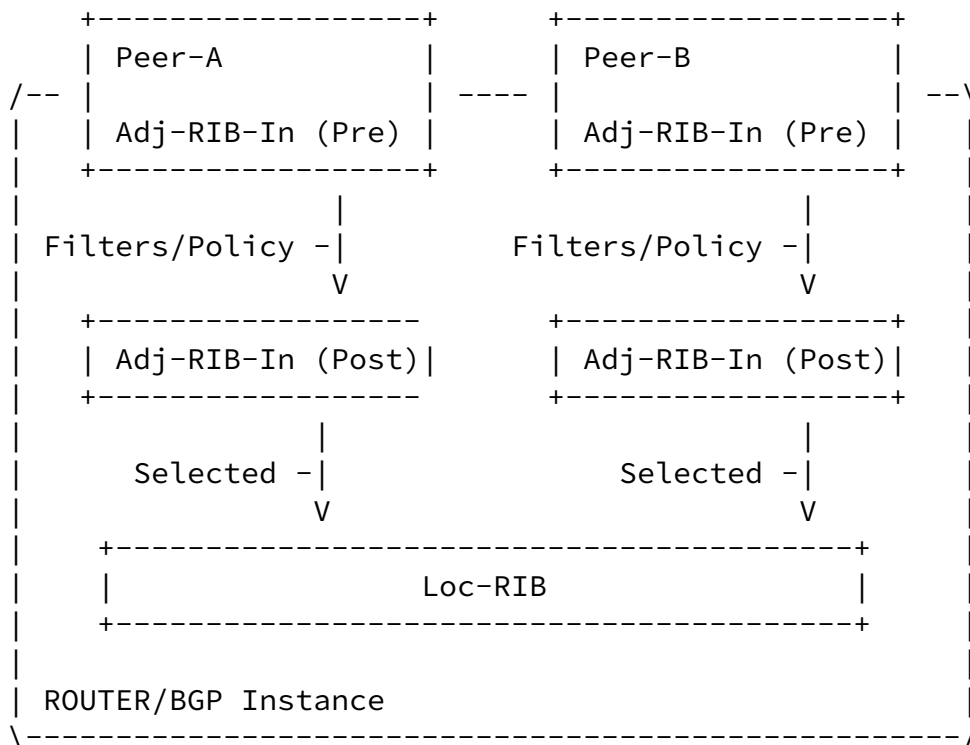 Peer-A Peer-B
Adj-RIB-In (Pre) Adj-RIB-In (Pre)
Filters/Policy Filters/Policy
Adj-RIB-In (Post) Adj-RIB-In (Post)
Selected Selected
Loc-RIB
ROUTER/BGP Instance